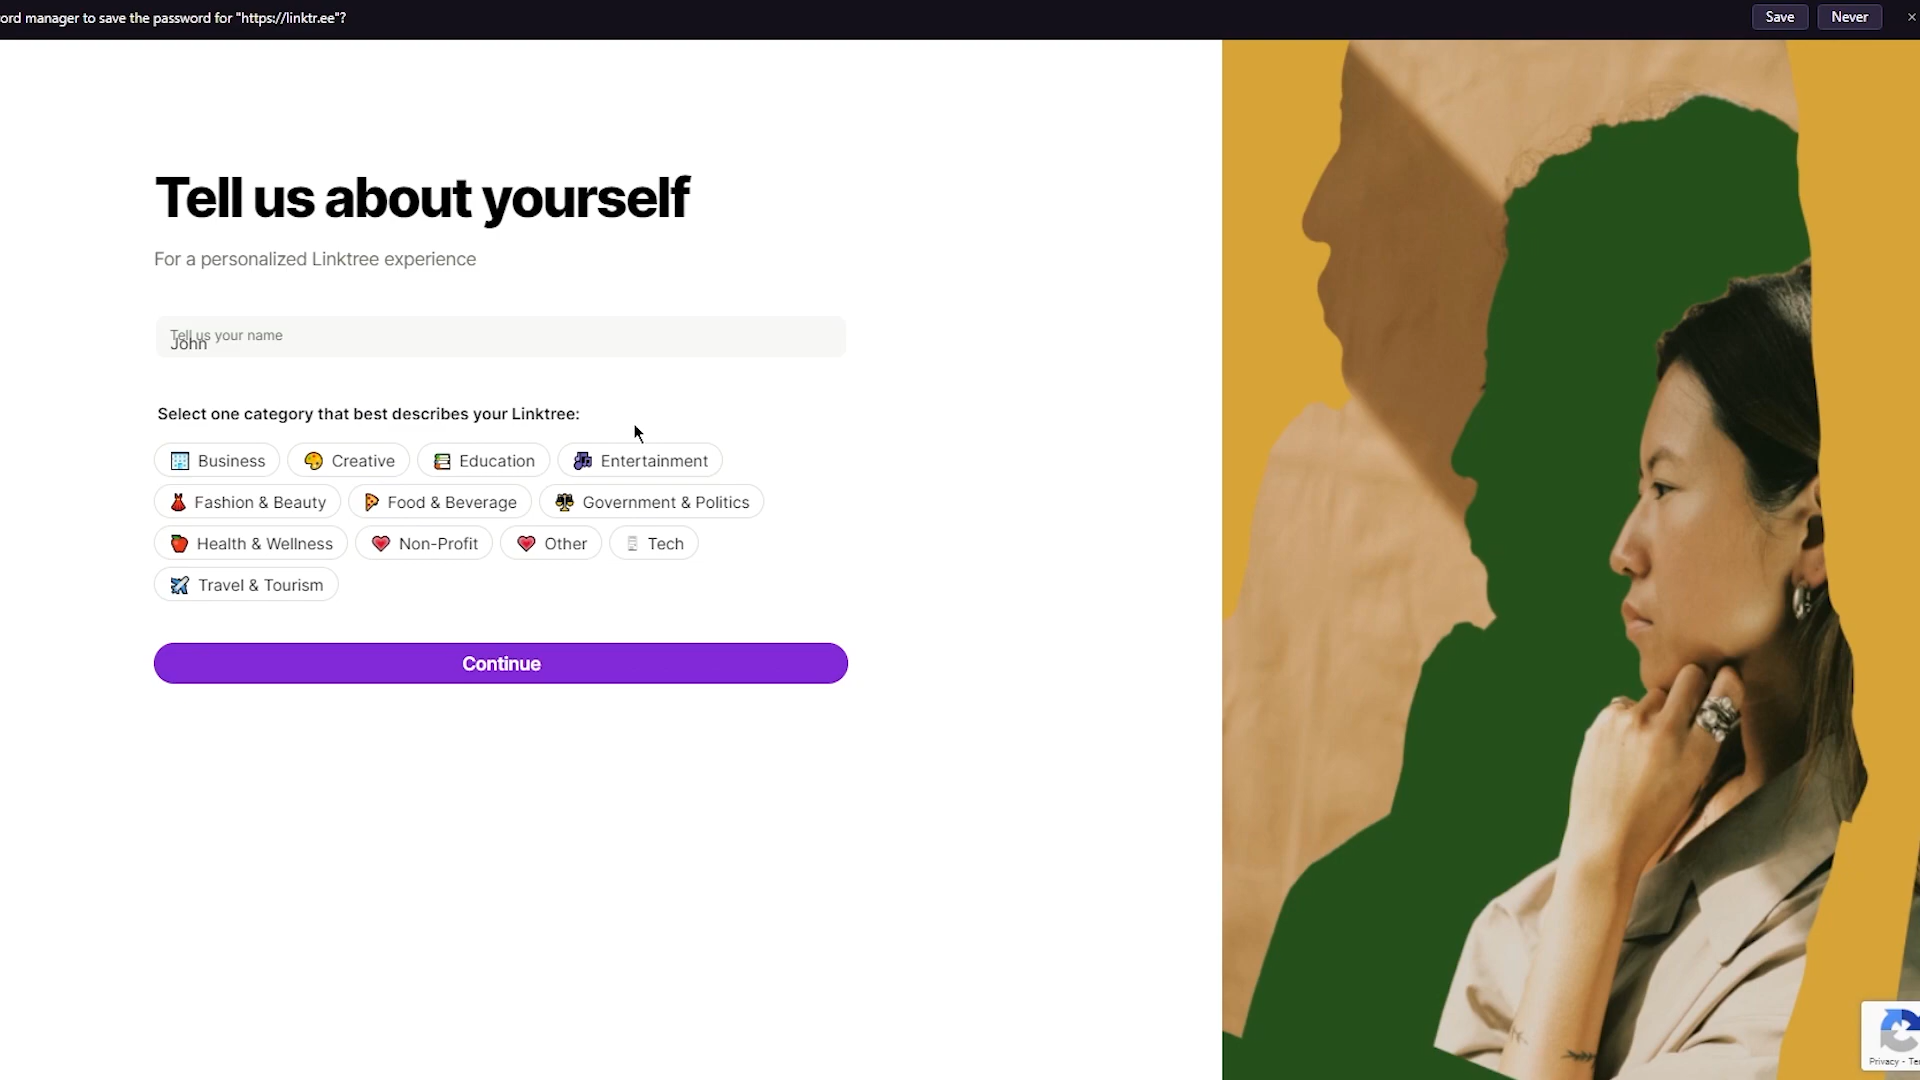 ord manager to save the password for "https://linktr.ee"?
Save
Never
Tell us about yourself
For a personalized Linktree experience
Tell us your name
John
Select one category that best describes your Linktree:
Business
Creative
Education
Entertainment
Fashion & Beauty
Food & Beverage
Government & Politics
Health & Wellness
Non-Profit
Other
Tech
Travel & Tourism
Continue
Privacy - Te